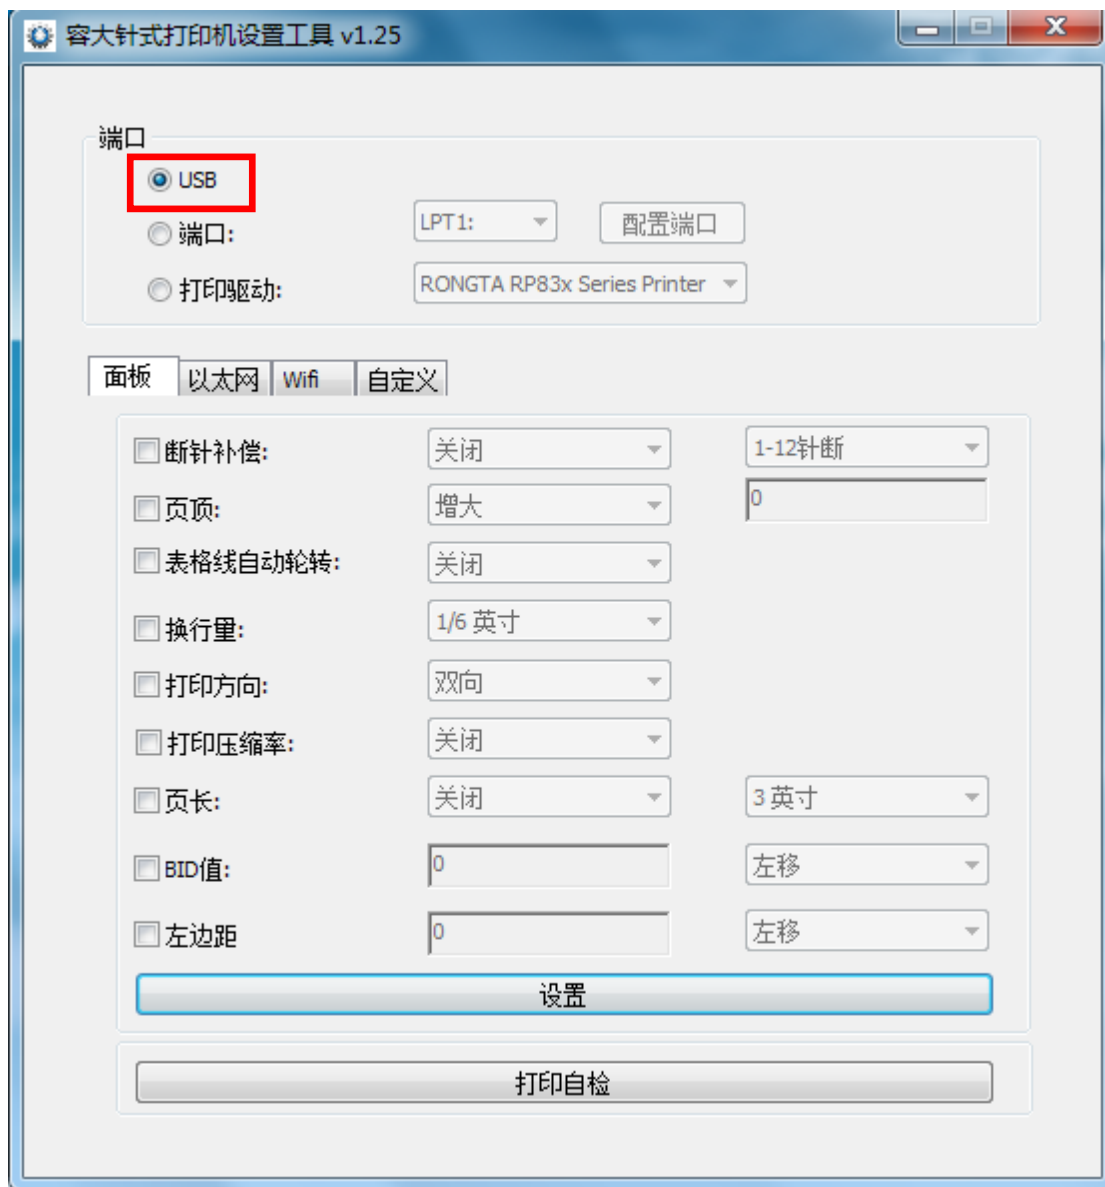 容大针式打印机设置工具 v1.25
端口
USB
端口: LPT1: 配置端口
打印驱动: RONGTA RP83x Series Printer
面板 以太网 Wifi 自定义
断针补偿: 关闭 1-12针断
页顶: 增大 0
表格线自动轮转: 关闭
换行量: 1/6 英寸
打印方向: 双向
打印压缩率: 关闭
页长: 关闭 3 英寸
BID值: 0 左移
左边距 0 左移
设置
打印自检